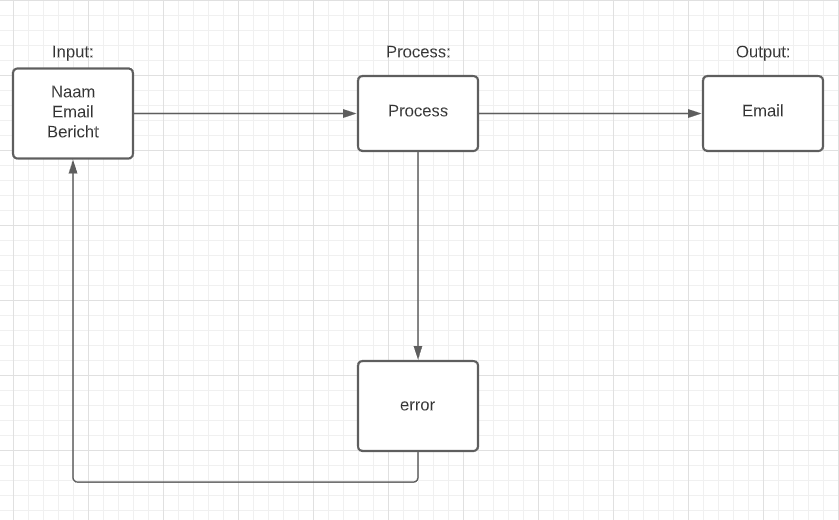 Input:
Naam
Email
Bericht
Process:
Process
Output:
Email
error